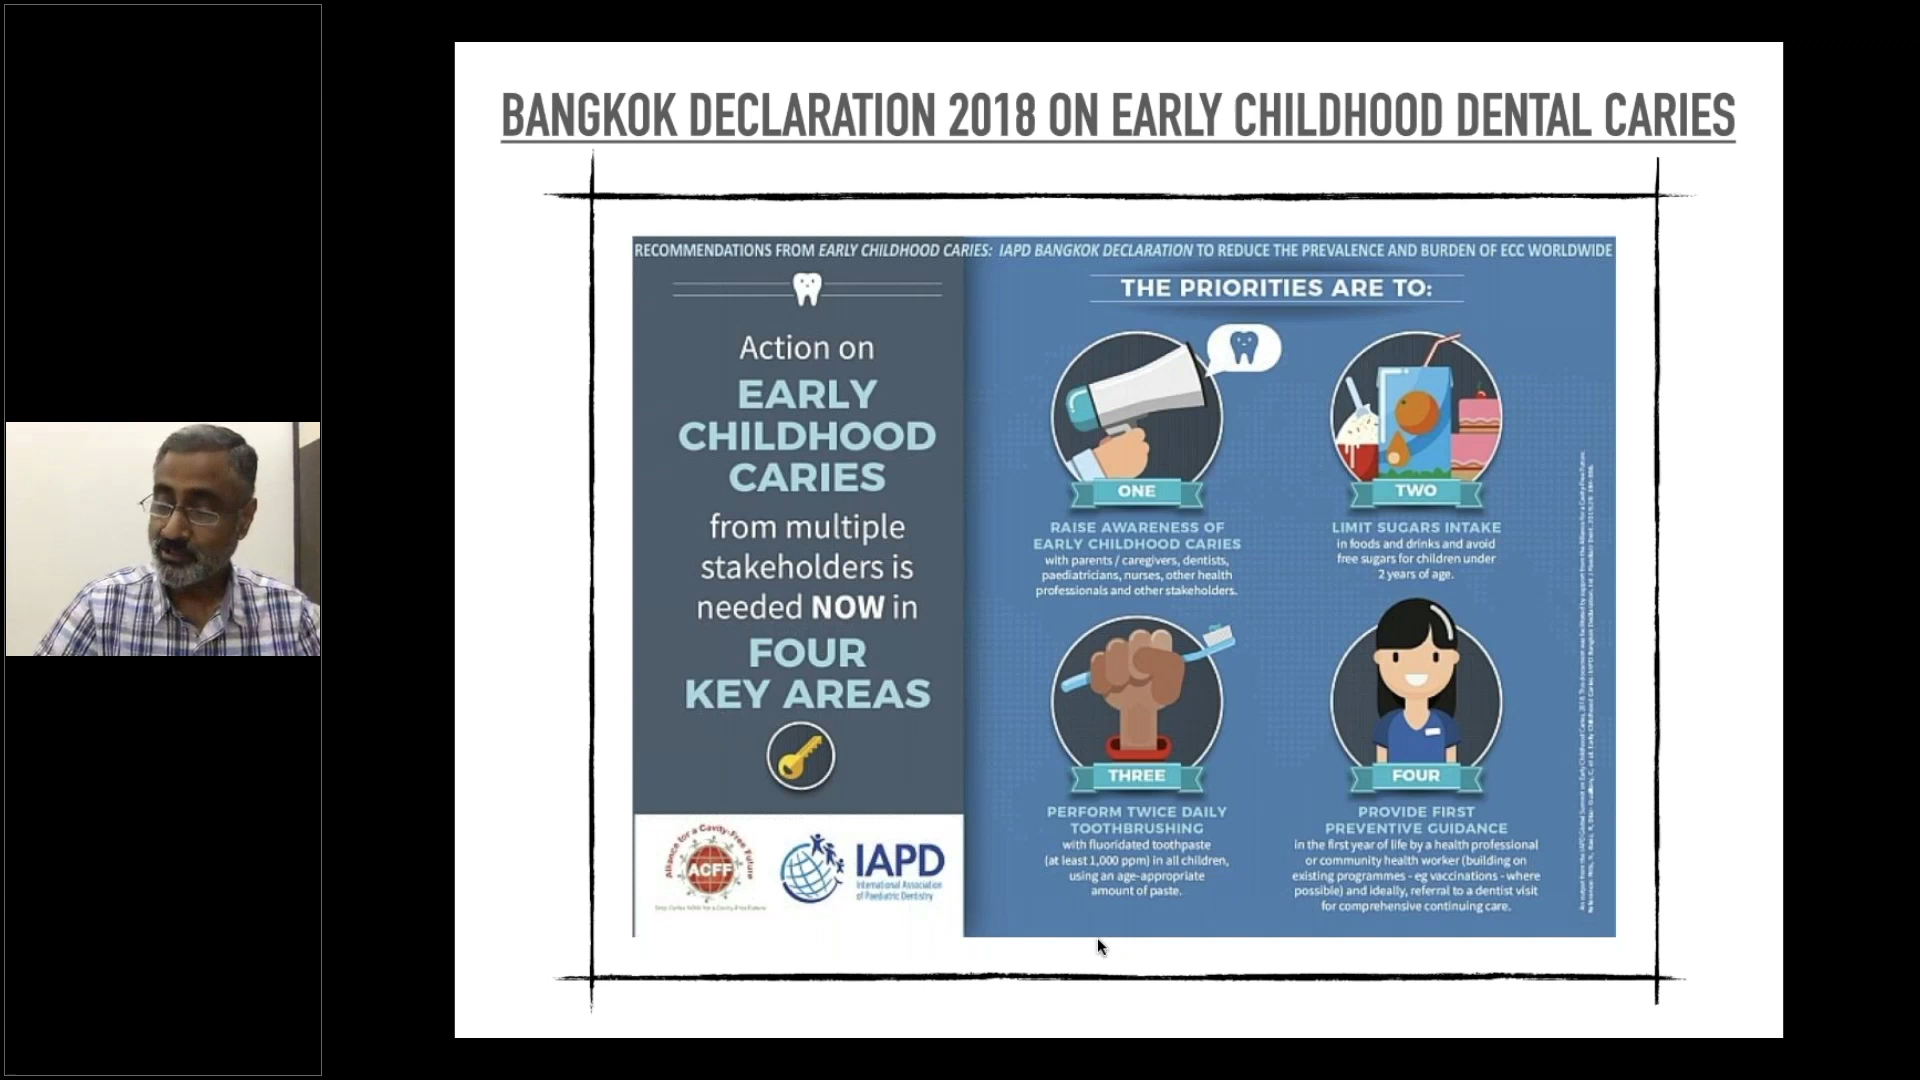 BANGKOK DECLARATION 2018 ON EARLY CHILDHOOD DENTAL CARIES
RECOMMENDATIONS FROM EARLY CHILDHOOD CARIES: IAPD BANGKOK DECLARATION TO REDUCE THE PREVALENCE AND BURDEN OF ECC WORLDWIDE
Action on
EARLY
CHILDHOOD
CARIES
from multiple
stakeholders is
needed NOW in
FOUR
KEY AREAS
Alliance for a Cavity-Free Future
ACFF
IAPD
International Association
of Paediatric Dentistry
THE PRIORITIES ARE TO:
ONE
RAISE AWARENESS OF
EARLY CHILDHOOD CARIES
with parents / caregivers, dentists,
paediatricians, nurses, other health
professionals and other stakeholders.
TWO
LIMIT SUGARS INTAKE
in foods and drinks and avoid
free sugars for children under
2 years of age.
THREE
PERFORM TWICE DAILY
TOOTHBRUSHING
with fluoridated toothpaste
(at least 1,000 ppm) in all children,
using an age-appropriate
amount of paste.
FOUR
PROVIDE FIRST
PREVENTIVE GUIDANCE
in the first year of life by a health professional
or community health worker (building on
existing programmes - eg vaccinations - where
possible) and ideally, referral to a dentist visit
for comprehensive continuing care.